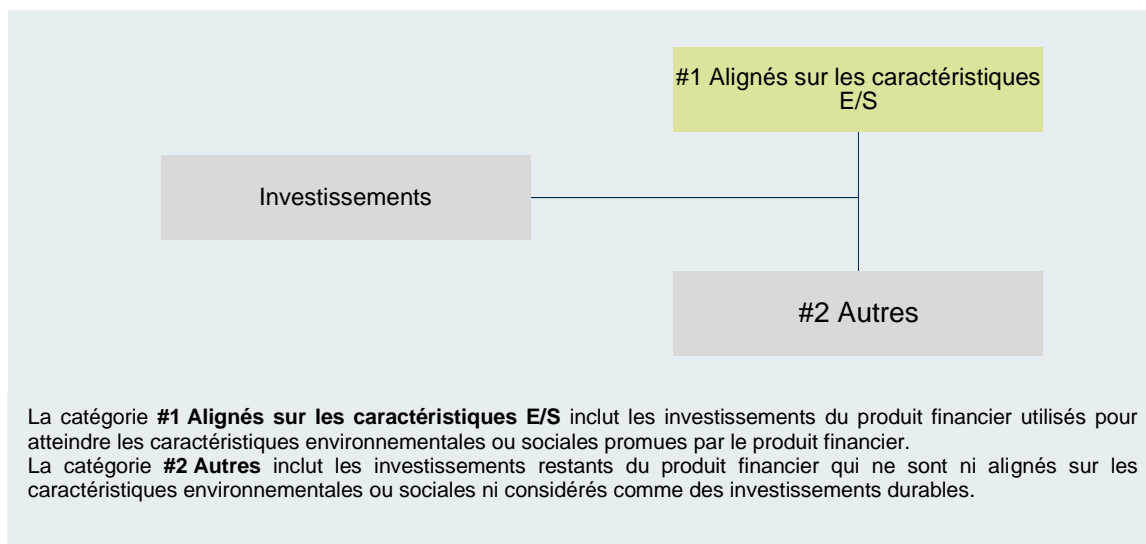 #1 Alignés sur les caractéristiques
E/S
Investissements
#2 Autres
La catégorie #1 Alignés sur les caractéristiques E/S inclut les investissements du produit financier utilisés pour
atteindre les caractéristiques environnementales ou sociales promues par le produit financier.
La catégorie #2 Autres inclut les investissements restants du produit financier qui ne sont ni alignés sur les
caractéristiques environnementales ou sociales ni considérés comme des investissements durables.